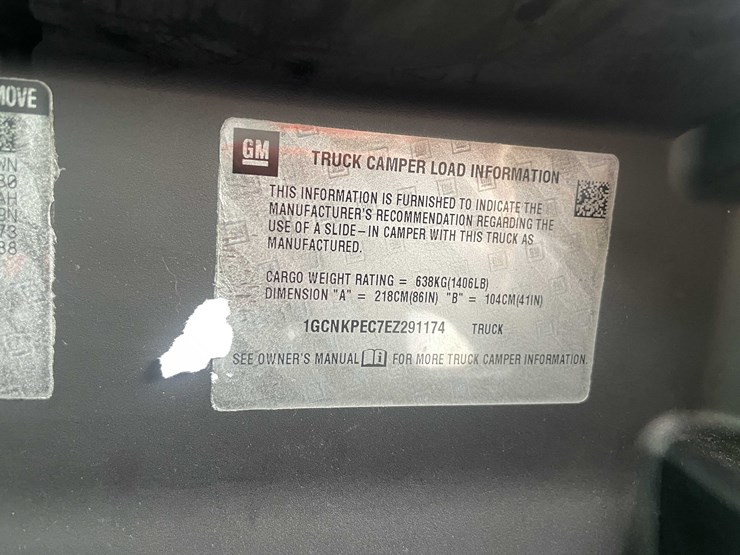 MOVE
GM
TRUCK CAMPER LOAD INFORMATION
THIS INFORMATION IS FURNISHED TO INDICATE THE
MANUFACTURER'S RECOMMENDATION REGARDING THE
USE OF A SLIDE-IN CAMPER WITH THIS TRUCK AS
MANUFACTURED.
CARGO WEIGHT RATING = 638KG(1406LB)
DIMENSION "A" = 218CM(86IN) "B" = 104CM(41IN)
1GCNKPEC7EZ291174 TRUCK
SEE OWNER'S MANUAL FOR MORE TRUCK CAMPER INFORMATION.